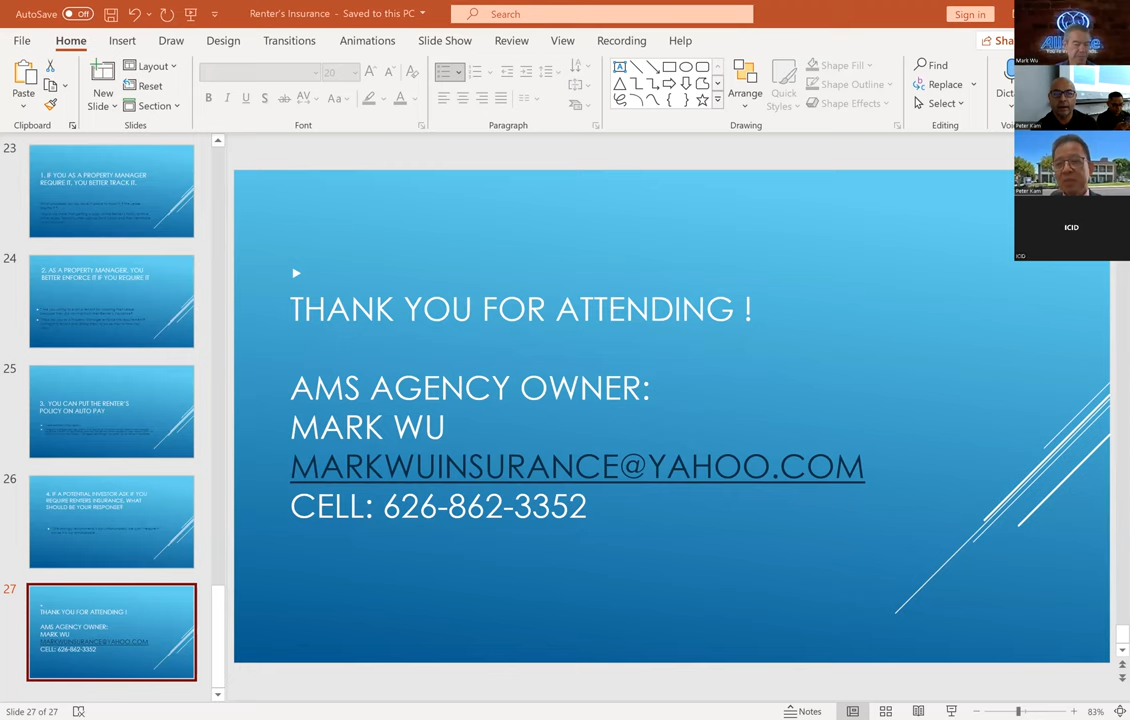 AutoSave
Off
Renter's Insurance - Saved to this PC
Search
Sign in
File
Home
Insert
Draw
Design
Transitions
Animations
Slide Show
Review
View
Recording
Help
Paste
Clipboard
New
Slide
Layout
Reset
Section
Slides
20
B I U S ab AV Aa A
Font
Paragraph
Arrange
Quick
Styles
Shape Fill
Shape Outline
Shape Effects
Drawing
Find
Replace
Select
Editing
Mark Wu
Peter Kam
Peter Kam
ICID
ICID
23
1. IF YOU AS A PROPERTY MANAGER
REQUIRE IT, YOU BETTER TRACK IT.
24
2. AS A PROPERTY MANAGER, YOU
BETTER ENFORCE IT IF YOU REQUIRE IT
25
3. YOU CAN PUT THE RENTER'S
POLICY ON AUTO PAY
26
4. IF A POTENTIAL INVESTOR ASK IF YOU
REQUIRE RENTERS INSURANCE, WHAT
SHOULD BE YOUR RESPONSE?
27
THANK YOU FOR ATTENDING !
AMS AGENCY OWNER:
MARK WU
MARKWUINSURANCE@YAHOO.COM
CELL: 626-862-3352
THANK YOU FOR ATTENDING !
AMS AGENCY OWNER:
MARK WU
MARKWUINSURANCE@YAHOO.COM
CELL: 626-862-3352
Slide 27 of 27
Notes
83%